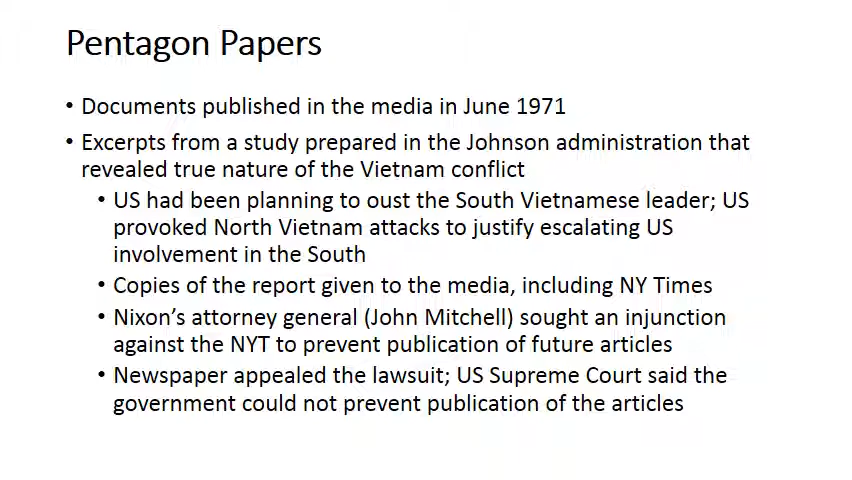 Pentagon Papers
• Documents published in the media in June 1971
• Excerpts from a study prepared in the Johnson administration that
revealed true nature of the Vietnam conflict
• US had been planning to oust the South Vietnamese leader; US
provoked North Vietnam attacks to justify escalating US
involvement in the South
• Copies of the report given to the media, including NY Times
• Nixon's attorney general (John Mitchell) sought an injunction
against the NYT to prevent publication of future articles
• Newspaper appealed the lawsuit; US Supreme Court said the
government could not prevent publication of the articles